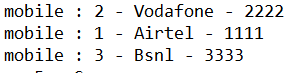 mobile : 2 - Vodafone - 2222
mobile : 1 - Airtel - 1111
mobile : 3 - Bsnl - 3333